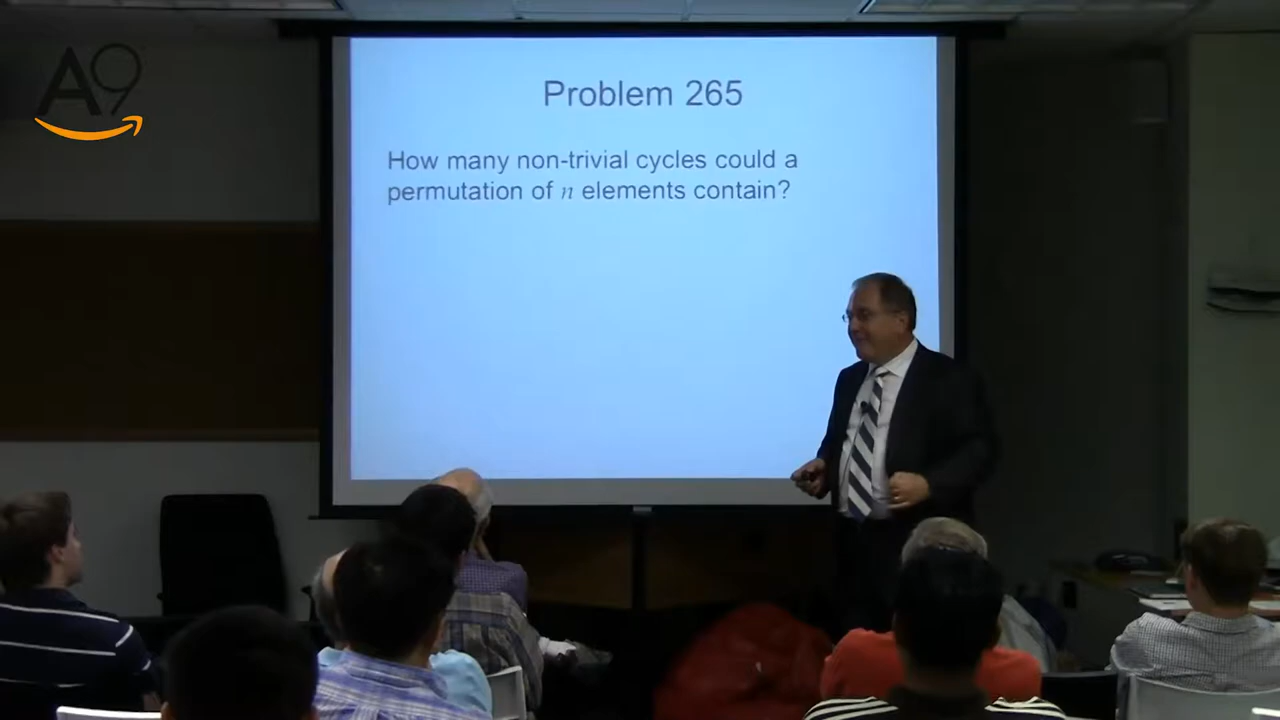 A9
Problem 265
How many non-trivial cycles could a
permutation of n elements contain?